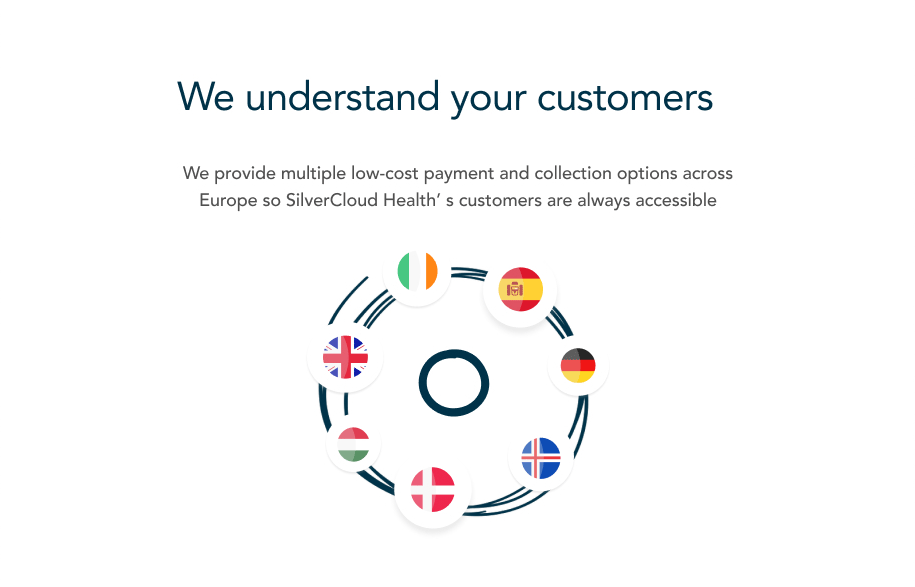 We understand your customers
We provide multiple low-cost payment and collection options across
Europe so SilverCloud Health’ s customers are always accessible